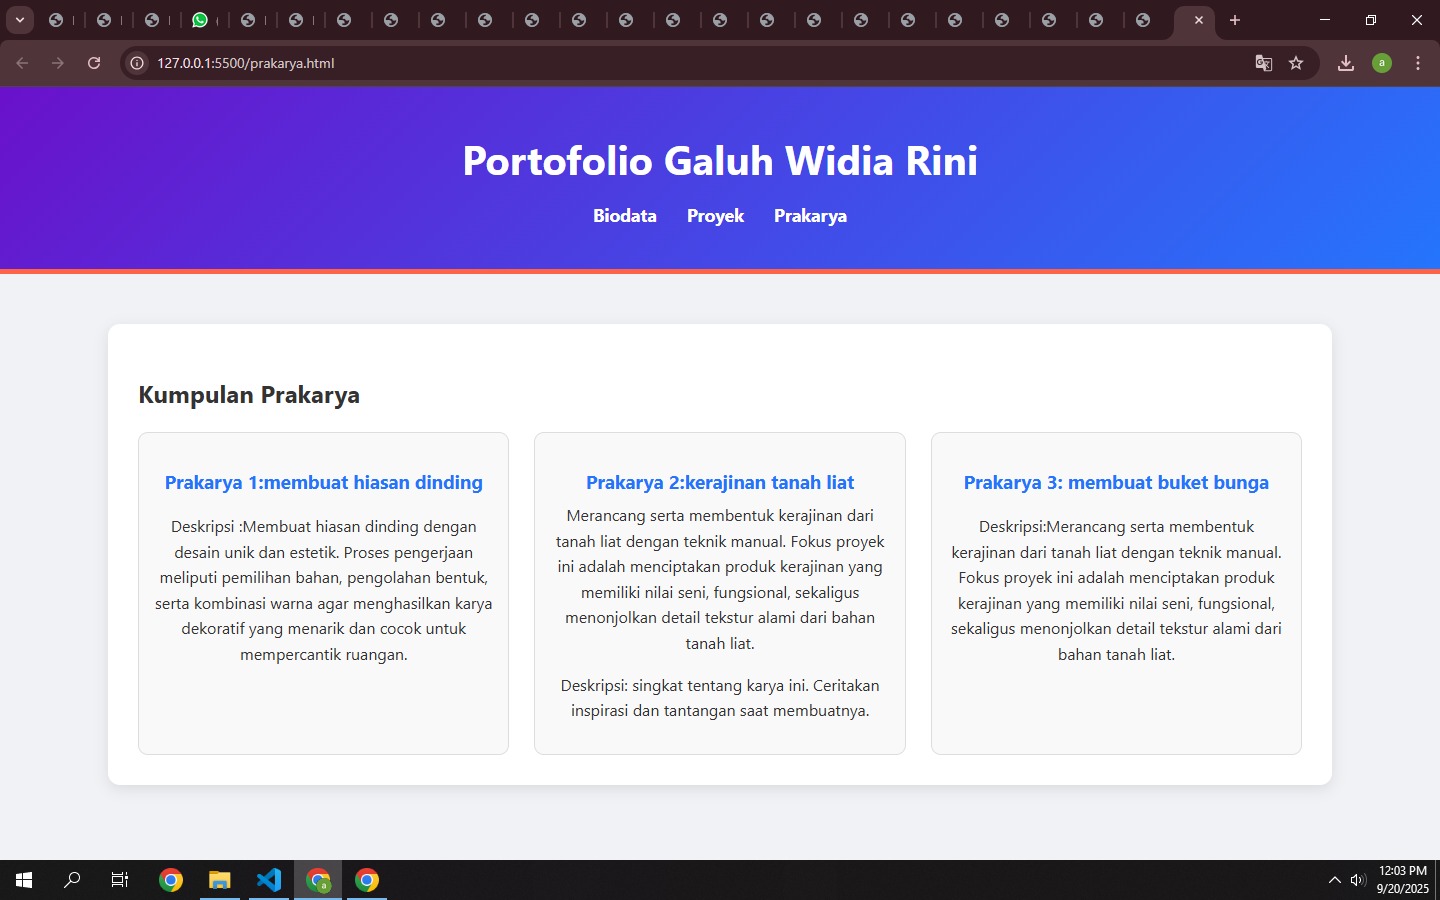 127.0.0.1:5500/prakarya.html
a
Portofolio Galuh Widia Rini
Biodata Proyek Prakarya
Kumpulan Prakarya
Prakarya 1:membuat hiasan dinding
Deskripsi :Membuat hiasan dinding dengan
desain unik dan estetik. Proses pengerjaan
meliputi pemilihan bahan, pengolahan bentuk,
serta kombinasi warna agar menghasilkan karya
dekoratif yang menarik dan cocok untuk
mempercantik ruangan.
Prakarya 2:kerajinan tanah liat
Merancang serta membentuk kerajinan dari
tanah liat dengan teknik manual. Fokus proyek
ini adalah menciptakan produk kerajinan yang
memiliki nilai seni, fungsional, sekaligus
menonjolkan detail tekstur alami dari bahan
tanah liat.
Deskripsi: singkat tentang karya ini. Ceritakan
inspirasi dan tantangan saat membuatnya.
Prakarya 3: membuat buket bunga
Deskripsi:Merancang serta membentuk
kerajinan dari tanah liat dengan teknik manual.
Fokus proyek ini adalah menciptakan produk
kerajinan yang memiliki nilai seni, fungsional,
sekaligus menonjolkan detail tekstur alami dari
bahan tanah liat.
a
12:03 PM
9/20/2025